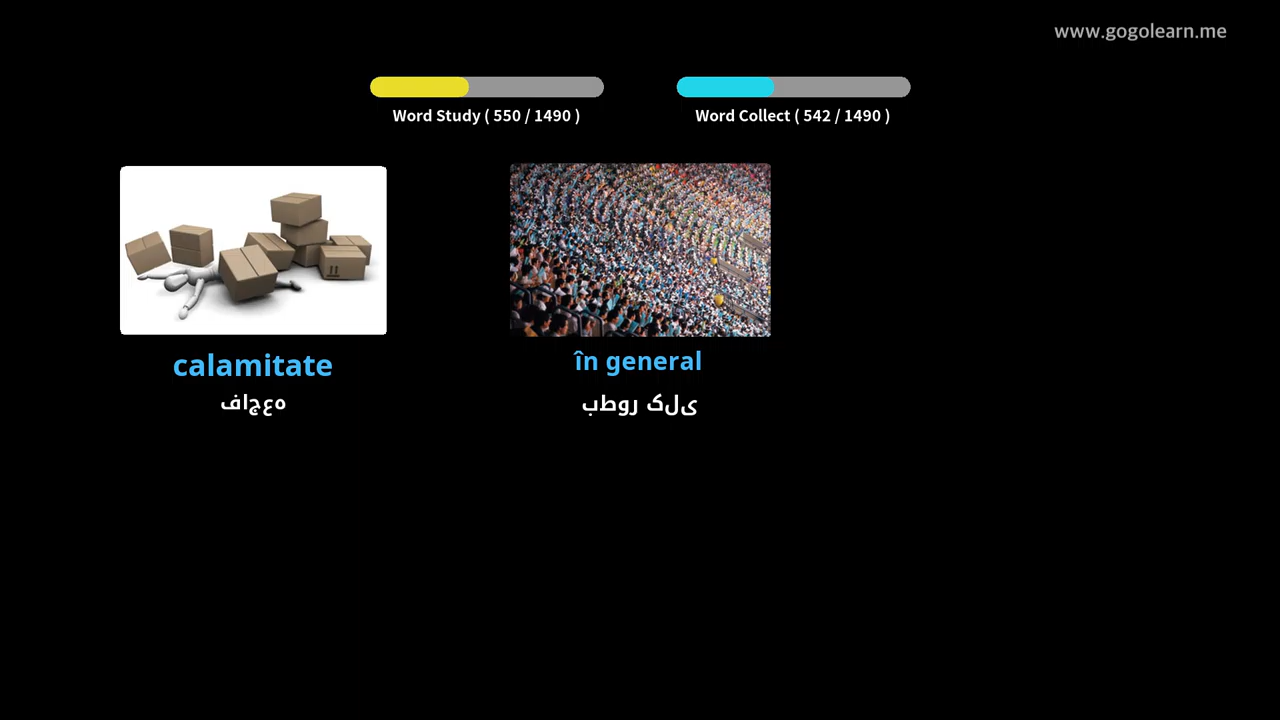 www.gogolearn.me
Word Study ( 550 / 1490 )
Word Collect ( 542 / 1490 )
calamitate
فاجعه
în general
بطور کلی